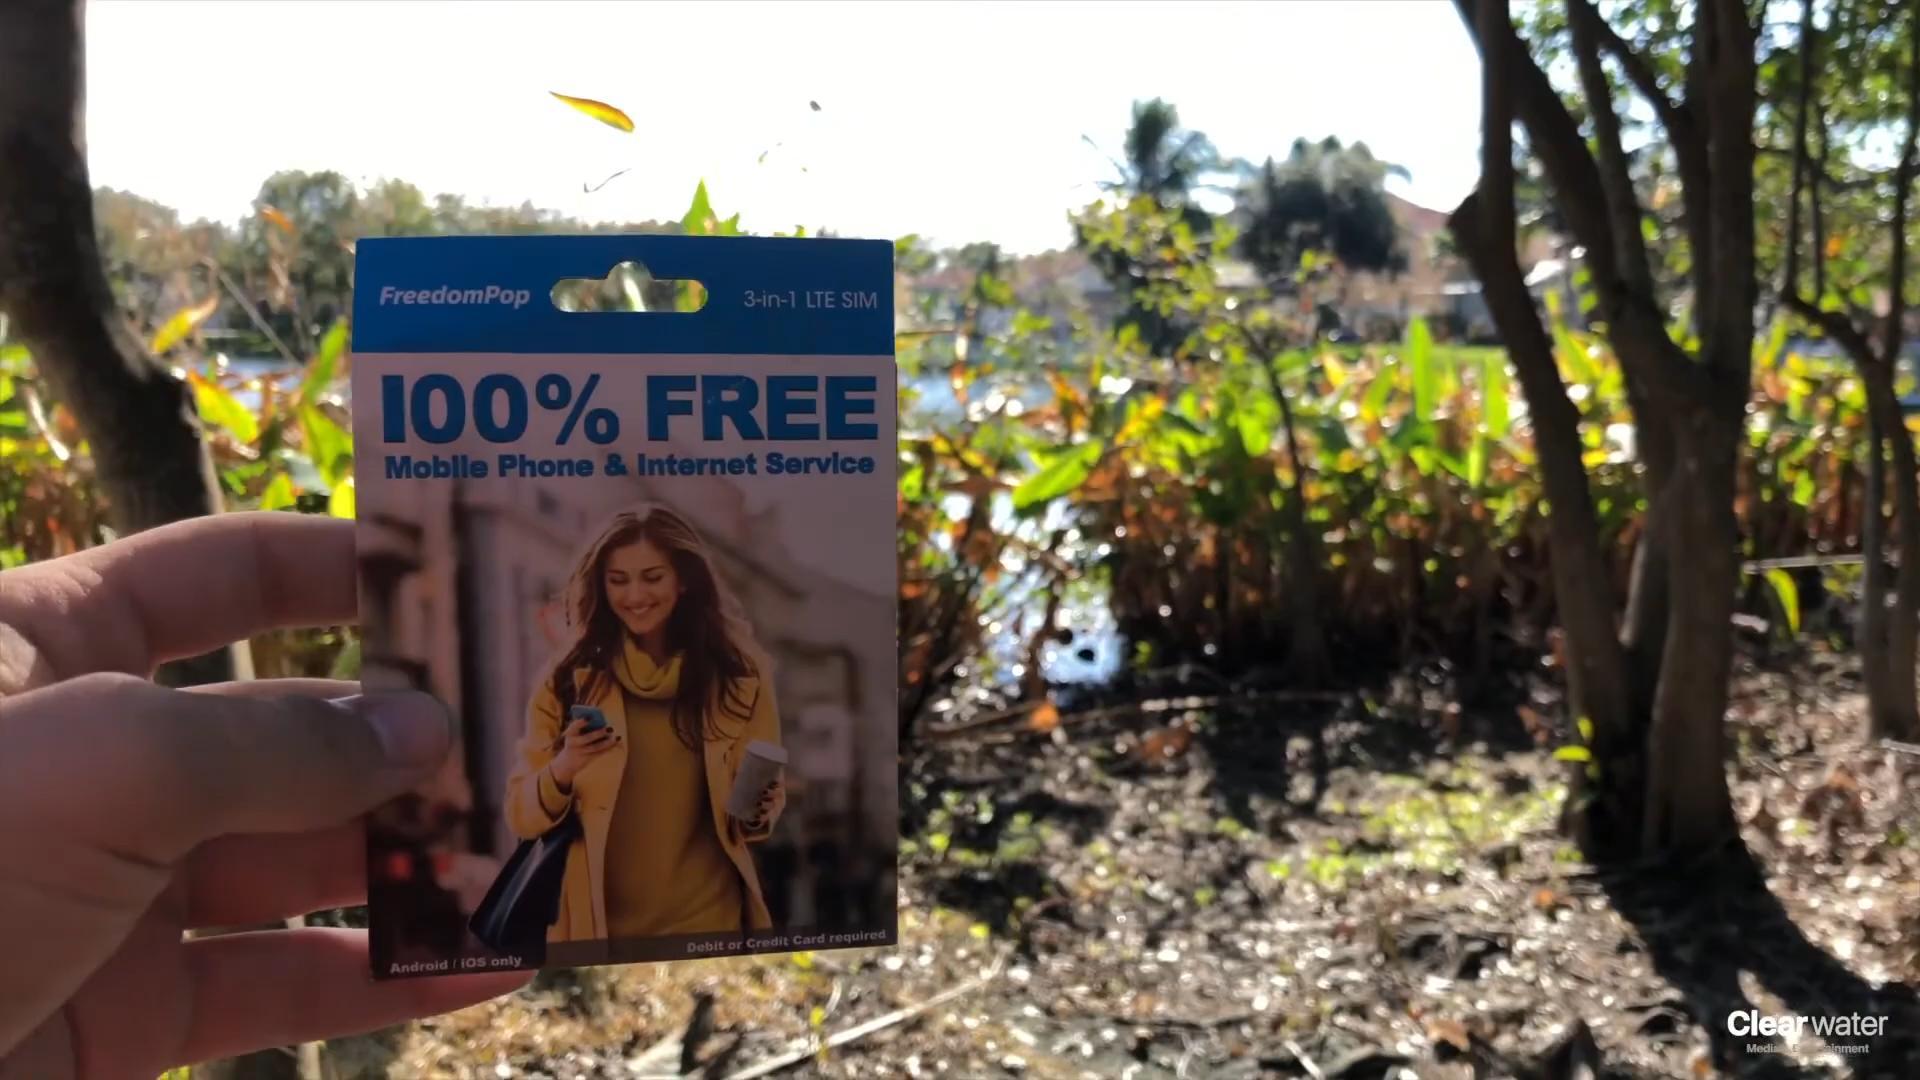 FreedomPop
3-in-1 LTE SIM
100% FREE
Mobile Phone & Internet Service
Debit or Credit Card required
Android / iOS only
Clearwater